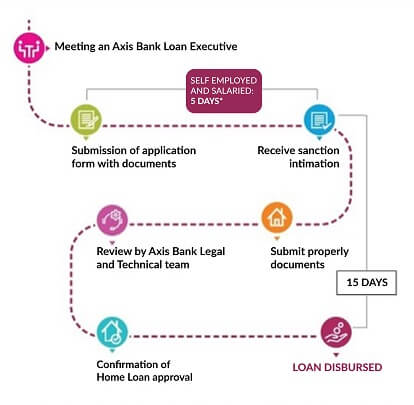 Meeting an Axis Bank Loan Executive
SELF EMPLOYED
AND SALARIED:
5 DAYS*
Submission of application
form with documents
Receive sanction
intimation
Review by Axis Bank Legal
and Technical team
Submit properly
documents
15 DAYS
Confirmation of
Home Loan approval
LOAN DISBURSED